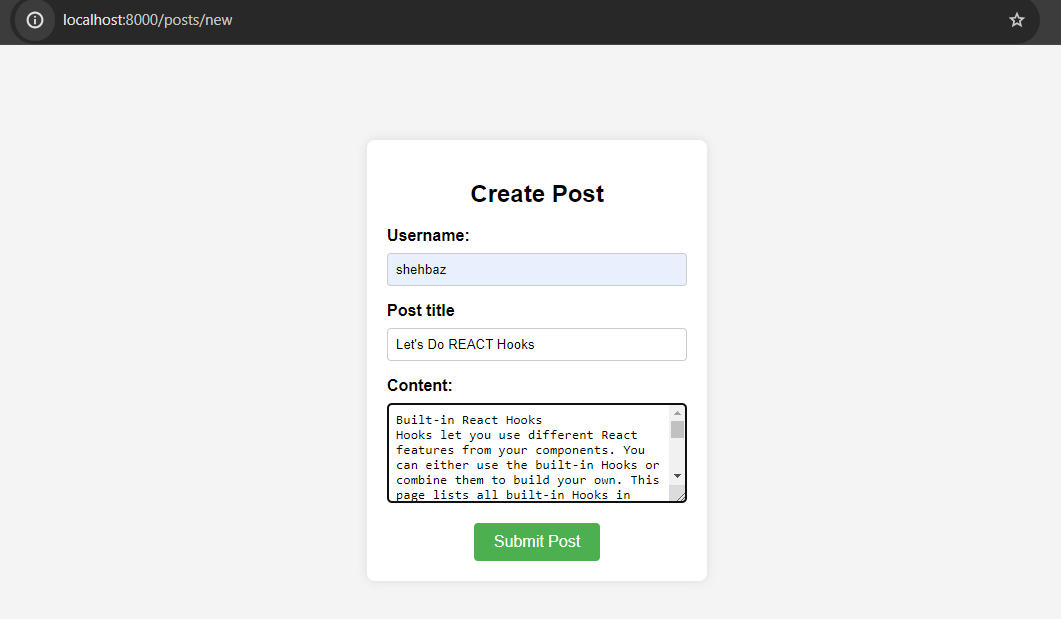 localhost:8000/posts/new
Create Post
Username:
shehbaz
Post title
Let's Do REACT Hooks
Content:
Built-in React Hooks
Hooks let you use different React
features from your components. You
can either use the built-in Hooks or
combine them to build your own. This
page lists all built-in Hooks in
Submit Post